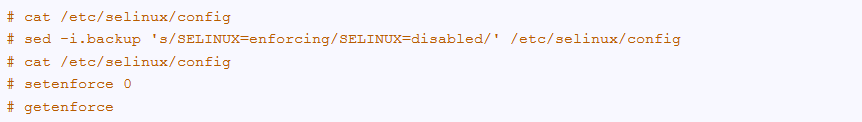 # cat /etc/selinux/config
# sed -i.backup 's/SELINUX=enforcing/SELINUX=disabled/' /etc/selinux/config
# cat /etc/selinux/config
# setenforce 0
# getenforce